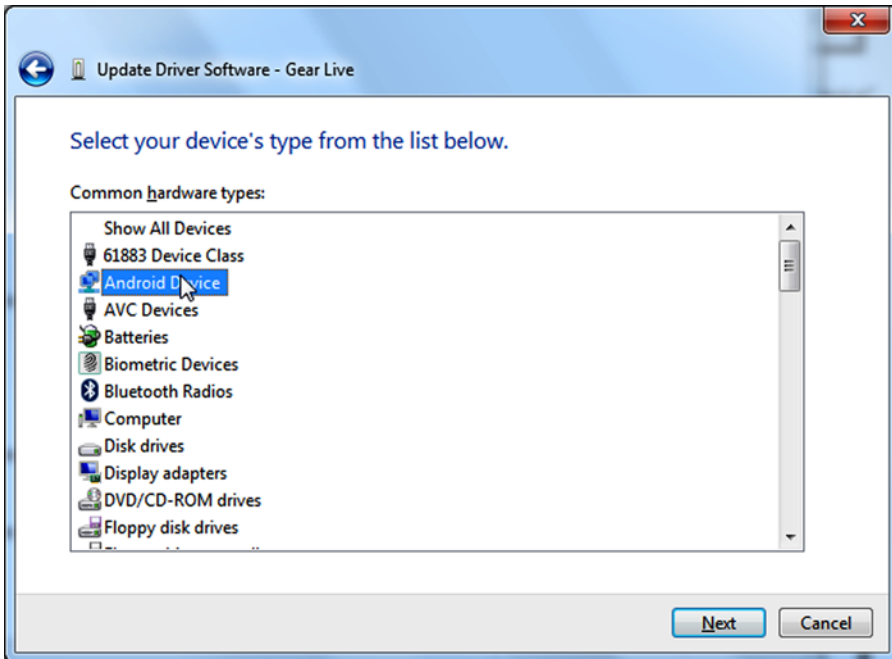 Update Driver Software - Gear Live
Select your device's type from the list below.
Common hardware types:
Show All Devices
61883 Device Class
Android Device
AVC Devices
Batteries
Biometric Devices
Bluetooth Radios
Computer
Disk drives
Display adapters
DVD/CD-ROM drives
Floppy disk drives
Next Cancel